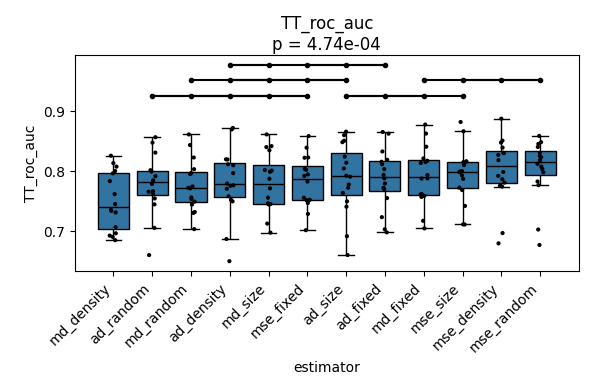 TT_roc_auc
p = 4.74e-04
TT_roc_auc
0.9
0.8
0.7
md_density
ad_random
md_random
ad_density
md_size
mse_fixed
ad_size
ad_fixed
md_fixed
mse_size
mse_density
mse_random
estimator